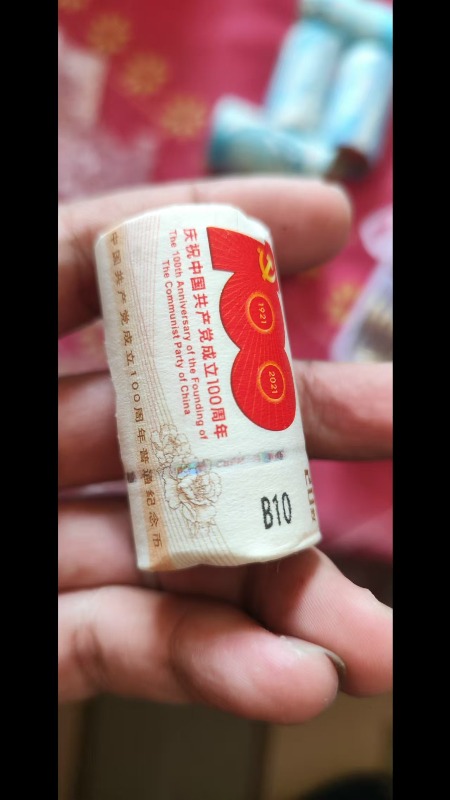 庆祝中国共产党成立100周年
The 100th Anniversary of the Founding of
The Communist Party of China
100
1921
2021
中国共产党成立100周年普通纪念币
B10